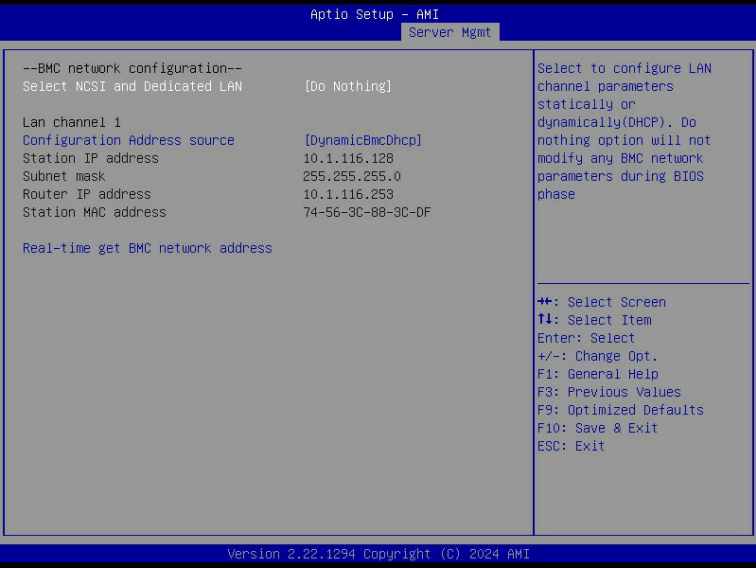 Aptio Setup – AMI
Server Mgmt
--BMC network configuration--
Select NCSI and Dedicated LAN [Do Nothing]
Lan channel 1
Configuration Address source [DynamicBmcDhcp]
Station IP address 10.1.116.128
Subnet mask 255.255.255.0
Router IP address 10.1.116.253
Station MAC address 74-56-3C-88-3C-DF
Real-time get BMC network address
Select to configure LAN
channel parameters
statically or
dynamically(DHCP). Do
nothing option will not
modify any BMC network
parameters during BIOS
phase
→←: Select Screen
↑↓: Select Item
Enter: Select
+/-: Change Opt.
F1: General Help
F3: Previous Values
F9: Optimized Defaults
F10: Save & Exit
ESC: Exit
Version 2.22.1294 Copyright (C) 2024 AMI